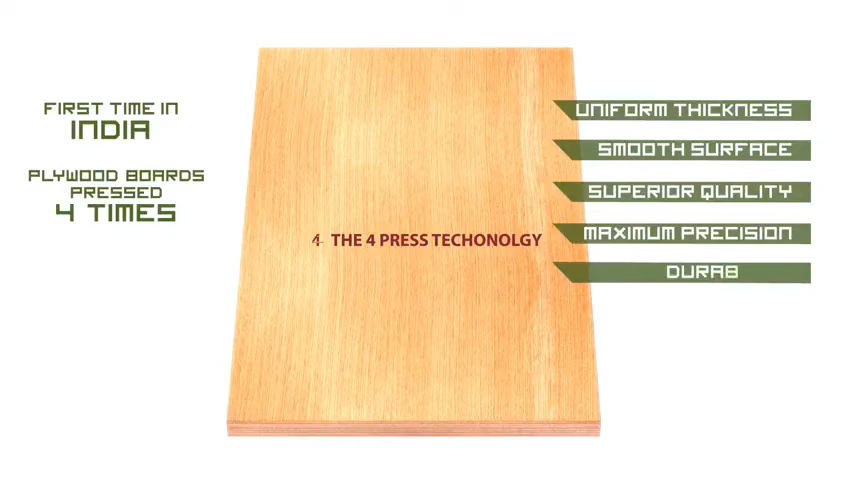 FIRST TIME IN
INDIA
PLYWOOD BOARDS
PRESSED
4 TIMES
4 THE 4 PRESS TECHONOLGY
UNIFORM THICKNESS
SMOOTH SURFACE
SUPERIOR QUALITY
MAXIMUM PRECISION
DURAB